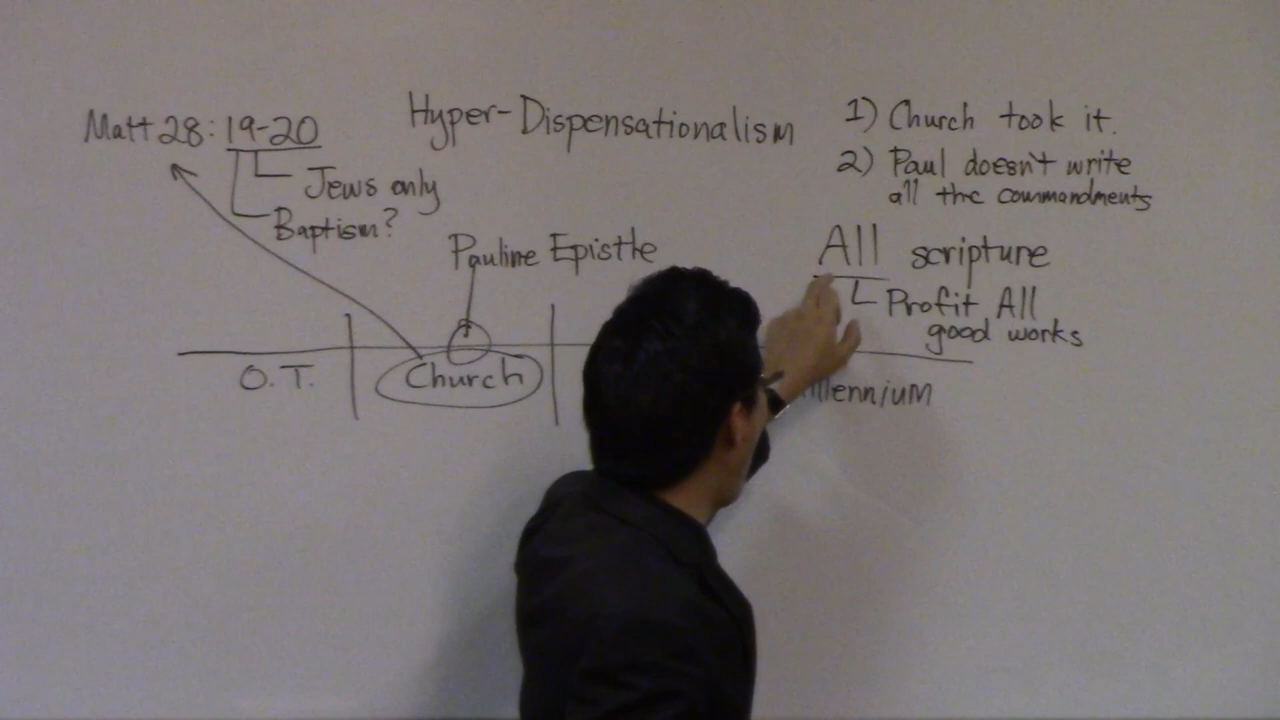 Matt 28:19-20
Jews only
Baptism?
Hyper-Dispensationalism
1) Church took it.
2) Paul doesn't write
all the commandments
Pauline Epistle
All scripture
Profit All
good works
O.T.
Church